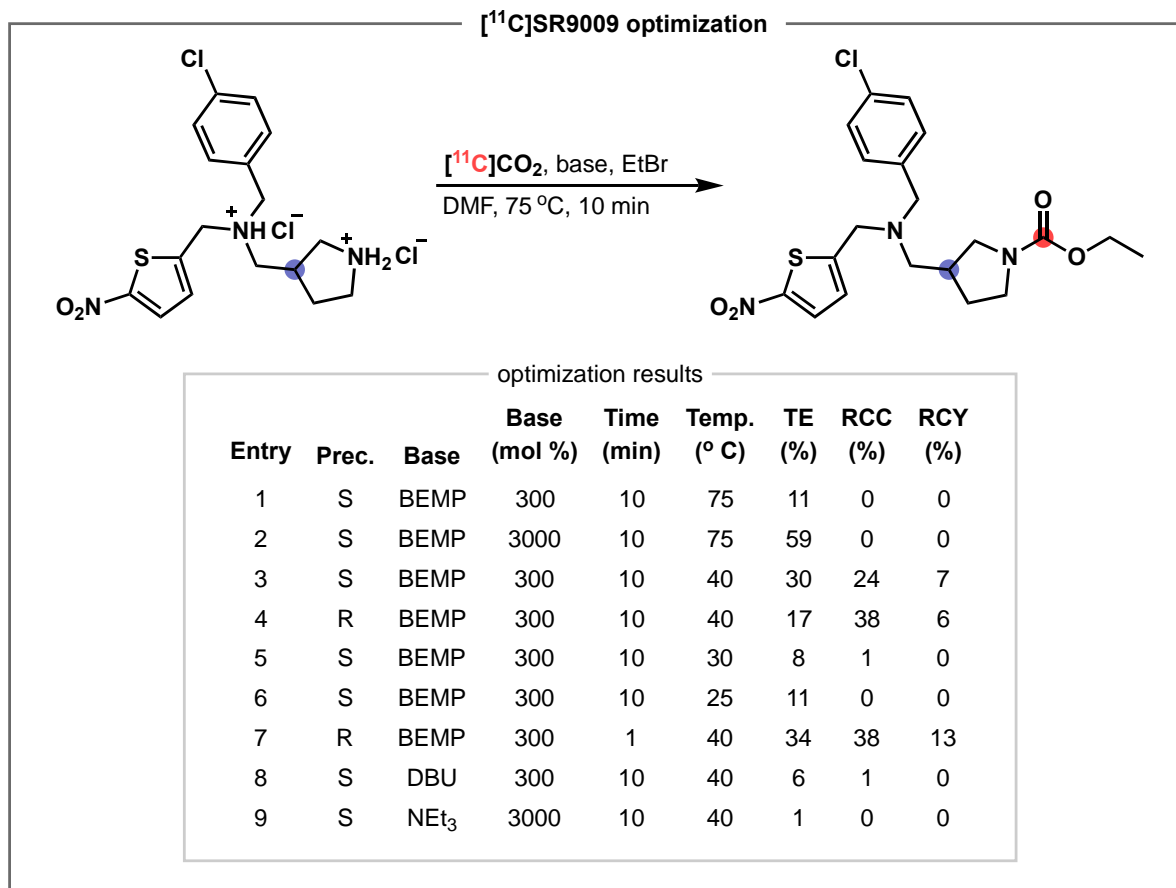 [¹¹C]SR9009 optimization
Cl
NH Cl⁻
+
NH₂ Cl⁻
+
S
O₂N
[¹¹C]CO₂, base, EtBr
DMF, 75 °C, 10 min
Cl
N
N
O
O
S
O₂N
optimization results
Entry Prec. Base Base (mol %) Time (min) Temp. (° C) TE (%) RCC (%) RCY (%)
1 S BEMP 300 10 75 11 0 0
2 S BEMP 3000 10 75 59 0 0
3 S BEMP 300 10 40 30 24 7
4 R BEMP 300 10 40 17 38 6
5 S BEMP 300 10 30 8 1 0
6 S BEMP 300 10 25 11 0 0
7 R BEMP 300 1 40 34 38 13
8 S DBU 300 10 40 6 1 0
9 S NEt₃ 3000 10 40 1 0 0